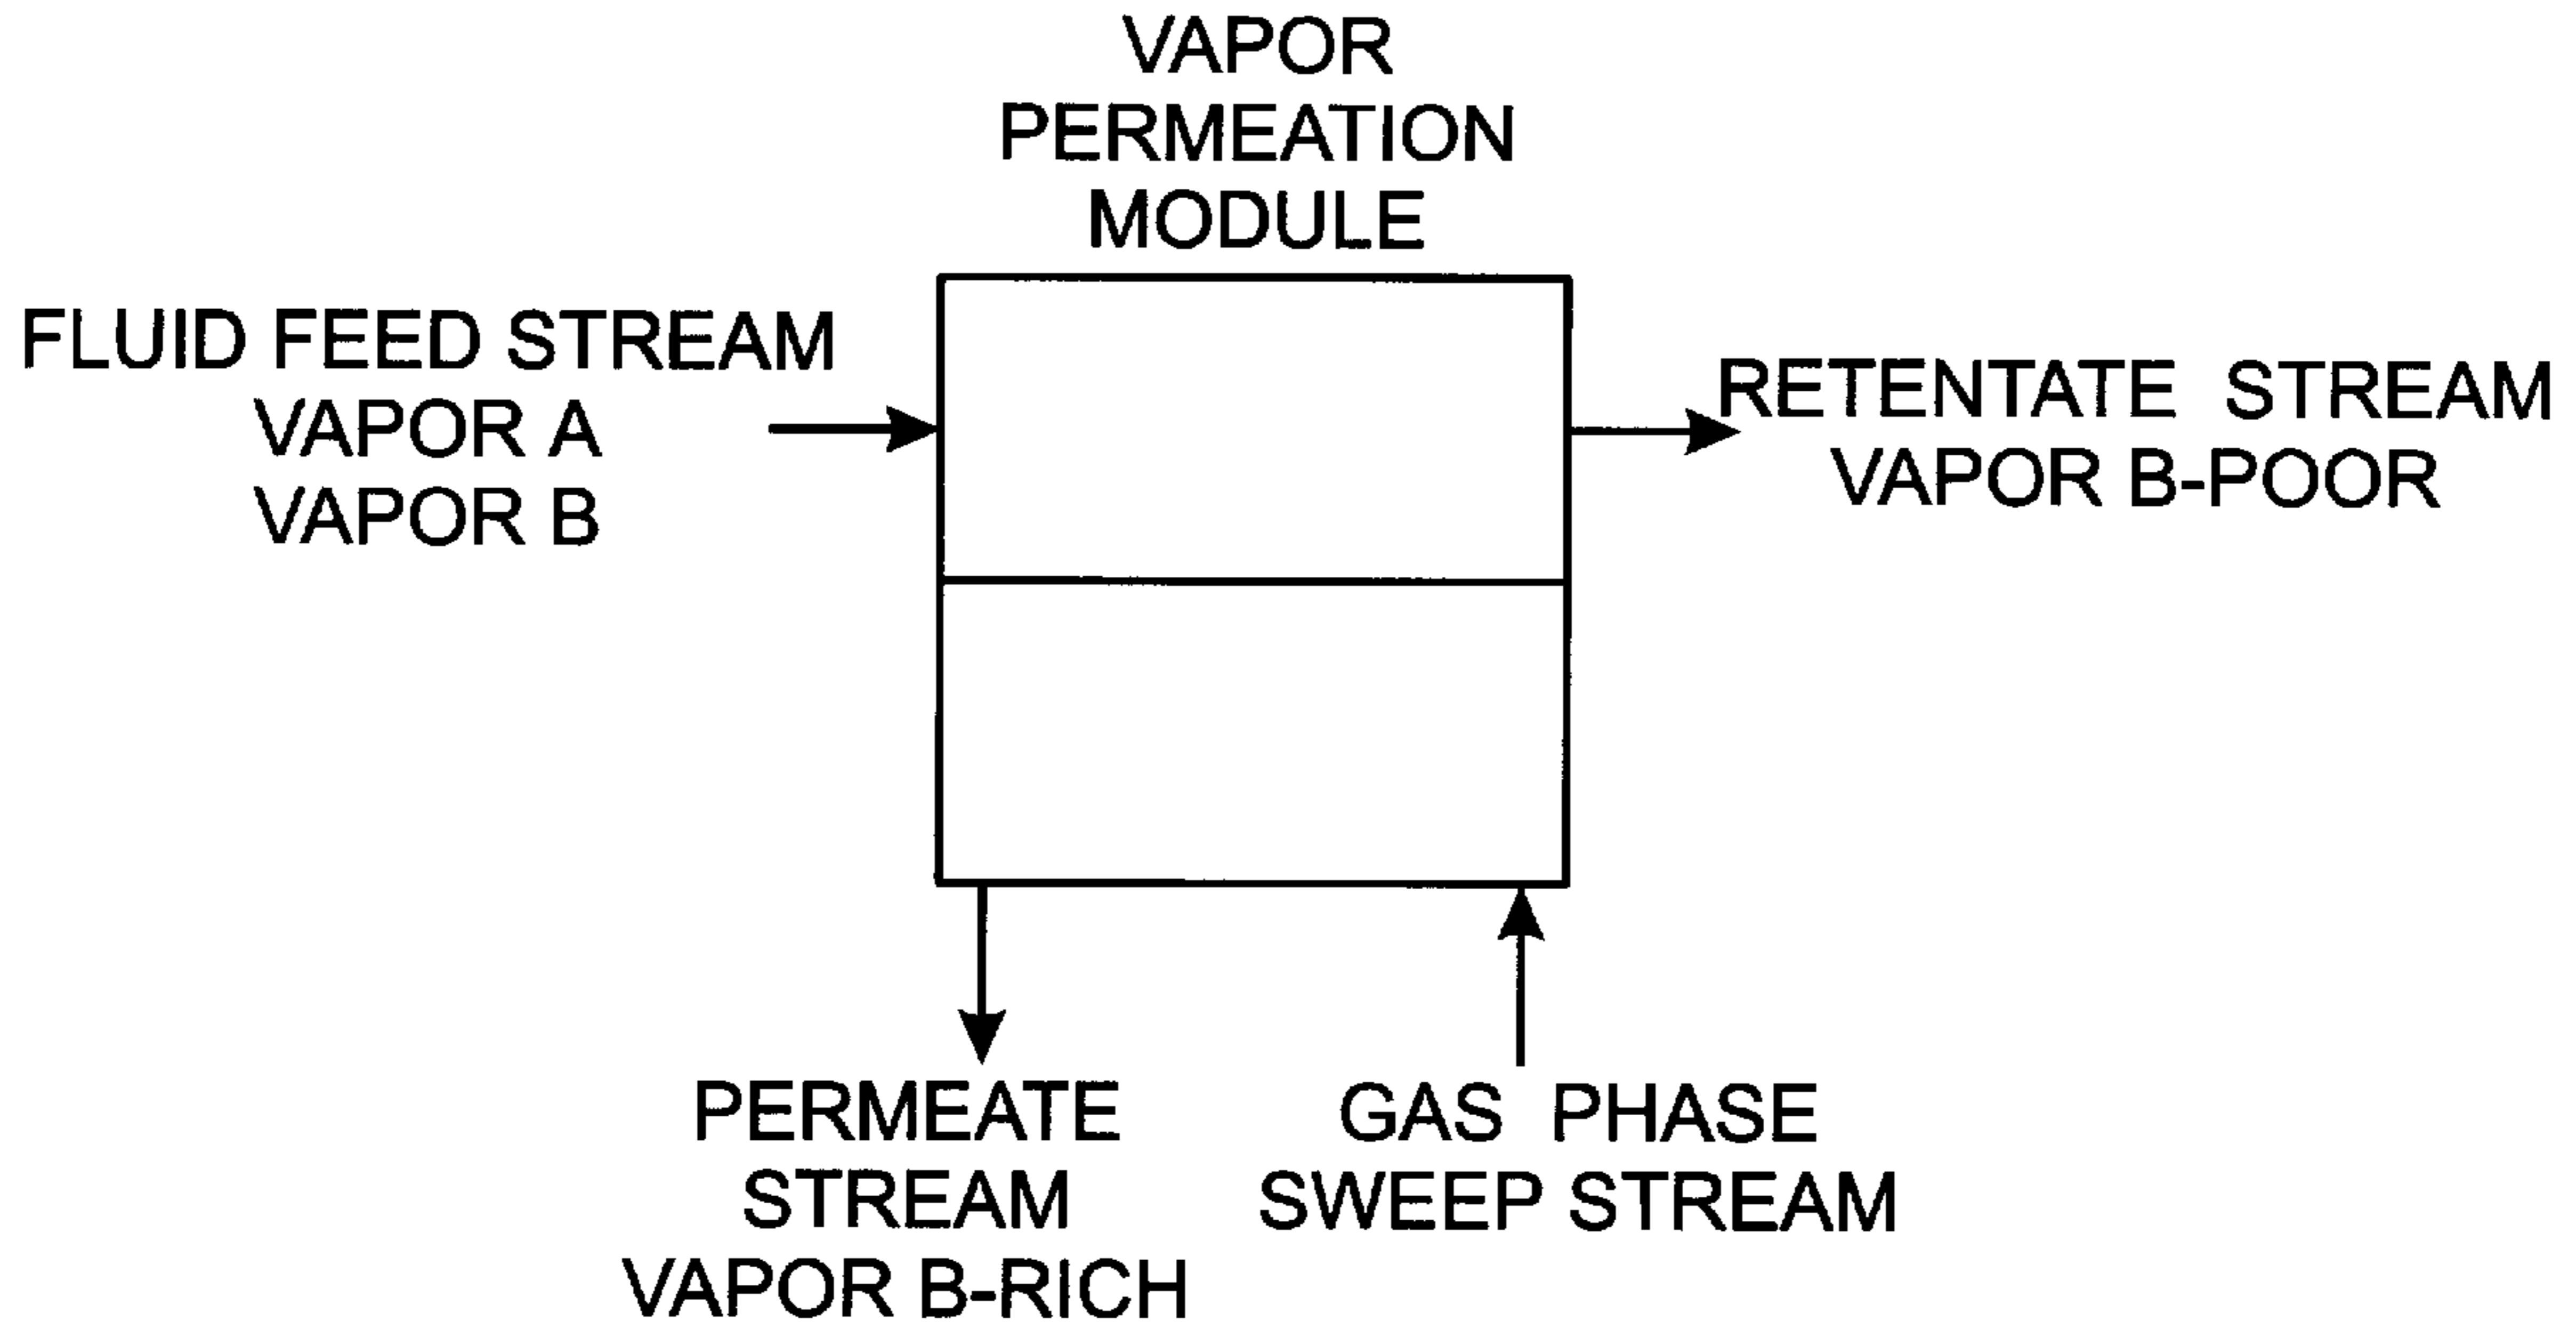 VAPOR
PERMEATION
MODULE
FLUID FEED STREAM
VAPOR A
VAPOR B
RETENTATE STREAM
VAPOR B-POOR
PERMEATE
STREAM
VAPOR B-RICH
GAS PHASE
SWEEP STREAM